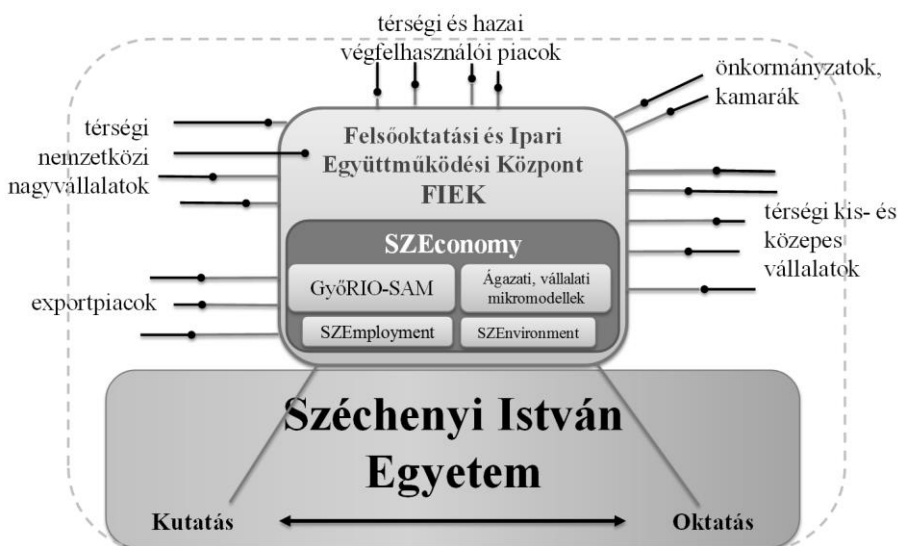 térségi és hazai
végfelhasználói piacok
önkormányzatok,
kamarák
térségi
nemzetközi
nagyvállalatok
Felsőoktatási és Ipari
Együttműködési Központ
FIEK
térségi kis- és
közepes
vállalatok
exportpiacok
SZEconomy
GyőRIO-SAM
Ágazati, vállalati
mikromodellek
SZEmployment
SZEnvironment
Széchenyi István
Egyetem
Kutatás
Oktatás